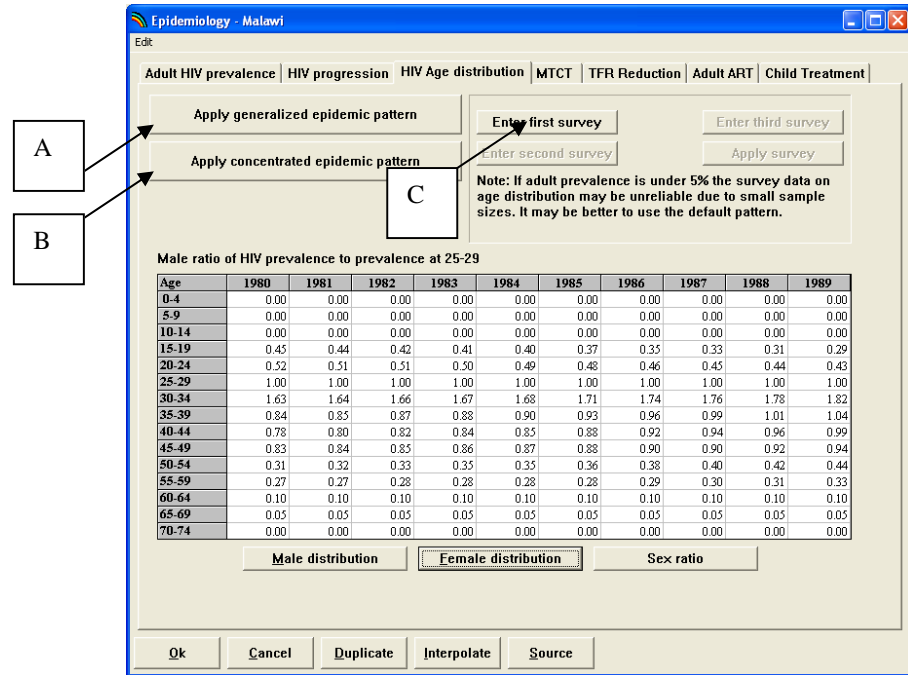 Epidemiology - Malawi
Edit
Adult HIV prevalence HIV progression HIV Age distribution MTCT TFR Reduction Adult ART Child Treatment
A
B
C
Apply generalized epidemic pattern
Apply concentrated epidemic pattern
Enter first survey Enter third survey
Enter second survey Apply survey
Note: If adult prevalence is under 5% the survey data on
age distribution may be unreliable due to small sample
sizes. It may be better to use the default pattern.
Male ratio of HIV prevalence to prevalence at 25-29
Age 1980 1981 1982 1983 1984 1985 1986 1987 1988 1989
0-4 0.00 0.00 0.00 0.00 0.00 0.00 0.00 0.00 0.00 0.00
5-9 0.00 0.00 0.00 0.00 0.00 0.00 0.00 0.00 0.00 0.00
10-14 0.00 0.00 0.00 0.00 0.00 0.00 0.00 0.00 0.00 0.00
15-19 0.45 0.44 0.42 0.41 0.40 0.37 0.35 0.33 0.31 0.29
20-24 0.52 0.51 0.51 0.50 0.49 0.48 0.46 0.45 0.44 0.43
25-29 1.00 1.00 1.00 1.00 1.00 1.00 1.00 1.00 1.00 1.00
30-34 1.63 1.64 1.66 1.67 1.68 1.71 1.74 1.76 1.78 1.82
35-39 0.84 0.85 0.87 0.88 0.90 0.93 0.96 0.99 1.01 1.04
40-44 0.78 0.80 0.82 0.84 0.85 0.88 0.92 0.94 0.96 0.99
45-49 0.83 0.84 0.85 0.86 0.87 0.88 0.90 0.90 0.92 0.94
50-54 0.31 0.32 0.33 0.35 0.35 0.36 0.38 0.40 0.42 0.44
55-59 0.27 0.27 0.28 0.28 0.28 0.28 0.29 0.30 0.31 0.33
60-64 0.10 0.10 0.10 0.10 0.10 0.10 0.10 0.10 0.10 0.10
65-69 0.05 0.05 0.05 0.05 0.05 0.05 0.05 0.05 0.05 0.05
70-74 0.00 0.00 0.00 0.00 0.00 0.00 0.00 0.00 0.00 0.00
Male distribution Female distribution Sex ratio
Ok Cancel Duplicate Interpolate Source